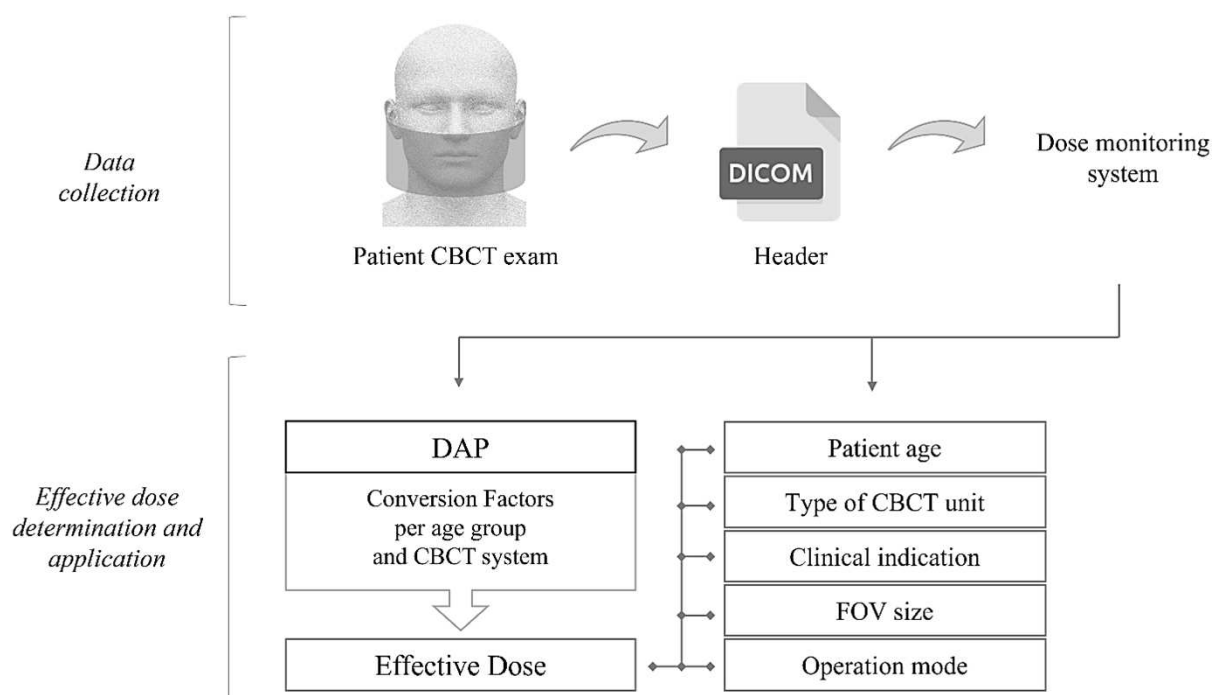 Data
collection
Patient CBCT exam
DICOM
Header
Dose monitoring
system
Effective dose
determination and
application
DAP
Conversion Factors
per age group
and CBCT system
Effective Dose
Patient age
Type of CBCT unit
Clinical indication
FOV size
Operation mode